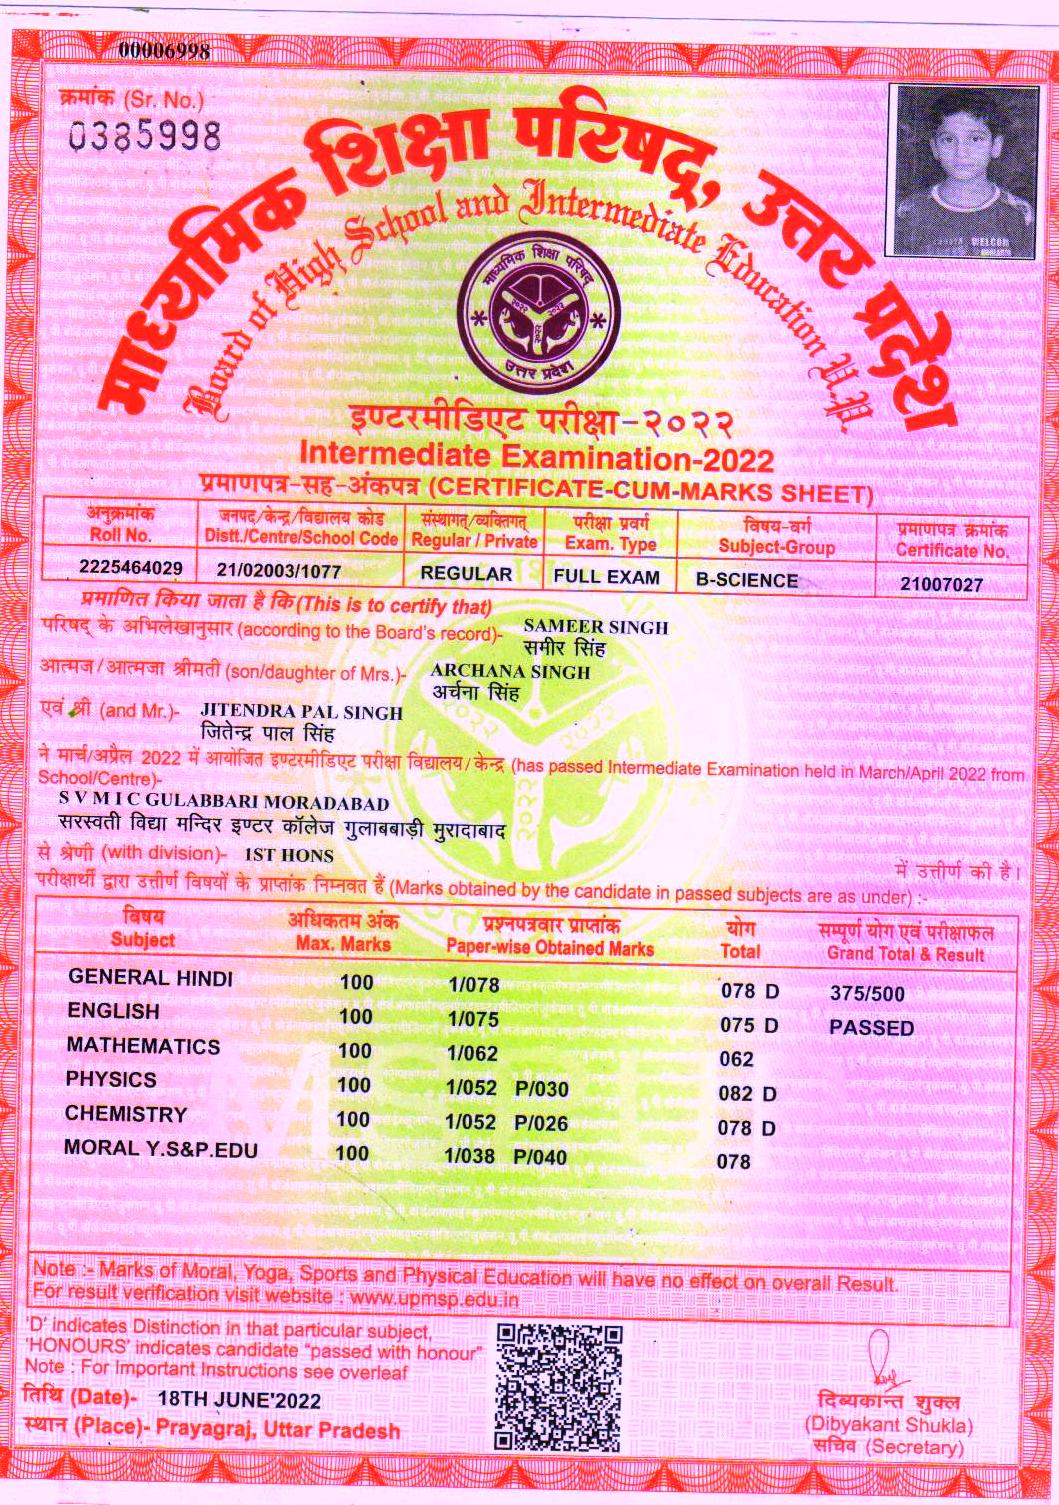 00006998
क्रमांक (Sr. No.)
0385998
माध्यमिक शिक्षा परिषद्, उत्तर प्रदेश
Board of High School and Intermediate Education U.P.
माध्यमिक शिक्षा परिषद्
उत्तर प्रदेश
WELCOM
इण्टरमीडिएट परीक्षा-२०२२
Intermediate Examination-2022
प्रमाणपत्र-सह-अंकपत्र (CERTIFICATE-CUM-MARKS SHEET)
अनुक्रमांक जनपद/केन्द्र/विद्यालय कोड संस्थागत्/व्यक्तिगत् परीक्षा प्रवर्ग विषय-वर्ग प्रमाणपत्र क्रमांक
Roll No. Distt./Centre/School Code Regular / Private Exam. Type Subject-Group Certificate No.
2225464029 21/02003/1077 REGULAR FULL EXAM B-SCIENCE 21007027
प्रमाणित किया जाता है कि (This is to certify that)
परिषद् के अभिलेखानुसार (according to the Board's record)- SAMEER SINGH
समीर सिंह
आत्मज/आत्मजा श्रीमती (son/daughter of Mrs.)- ARCHANA SINGH
अर्चना सिंह
एवं श्री (and Mr.)- JITENDRA PAL SINGH
जितेन्द्र पाल सिंह
ने मार्च/अप्रैल 2022 में आयोजित इण्टरमीडिएट परीक्षा विद्यालय/केन्द्र (has passed Intermediate Examination held in March/April 2022 from
School/Centre)-
S V M I C GULABBARI MORADABAD
सरस्वती विद्या मन्दिर इण्टर कॉलेज गुलाबबाड़ी मुरादाबाद
से श्रेणी (with division)- 1ST HONS में उत्तीर्ण की है।
परीक्षार्थी द्वारा उत्तीर्ण विषयों के प्राप्तांक निम्नवत हैं (Marks obtained by the candidate in passed subjects are as under) :-
विषय अधिकतम अंक प्रश्नपत्रवार प्राप्तांक योग सम्पूर्ण योग एवं परीक्षाफल
Subject Max. Marks Paper-wise Obtained Marks Total Grand Total & Result
GENERAL HINDI 100 1/078 078 D 375/500
ENGLISH 100 1/075 075 D PASSED
MATHEMATICS 100 1/062 062
PHYSICS 100 1/052 P/030 082 D
CHEMISTRY 100 1/052 P/026 078 D
MORAL Y.S&P.EDU 100 1/038 P/040 078
Note :- Marks of Moral, Yoga, Sports and Physical Education will have no effect on overall Result.
For result verification visit website : www.upmsp.edu.in
'D' indicates Distinction in that particular subject,
'HONOURS' indicates candidate "passed with honour"
Note : For Important Instructions see overleaf
तिथि (Date)- 18TH JUNE'2022
स्थान (Place)- Prayagraj, Uttar Pradesh
दिब्यकान्त शुक्ल
(Dibyakant Shukla)
सचिव (Secretary)